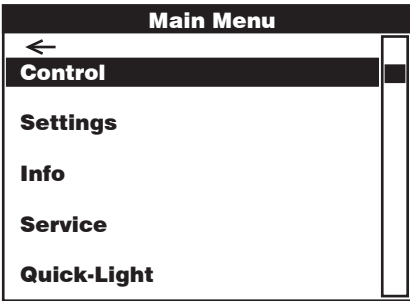 Main Menu
←
Control
Settings
Info
Service
Quick-Light